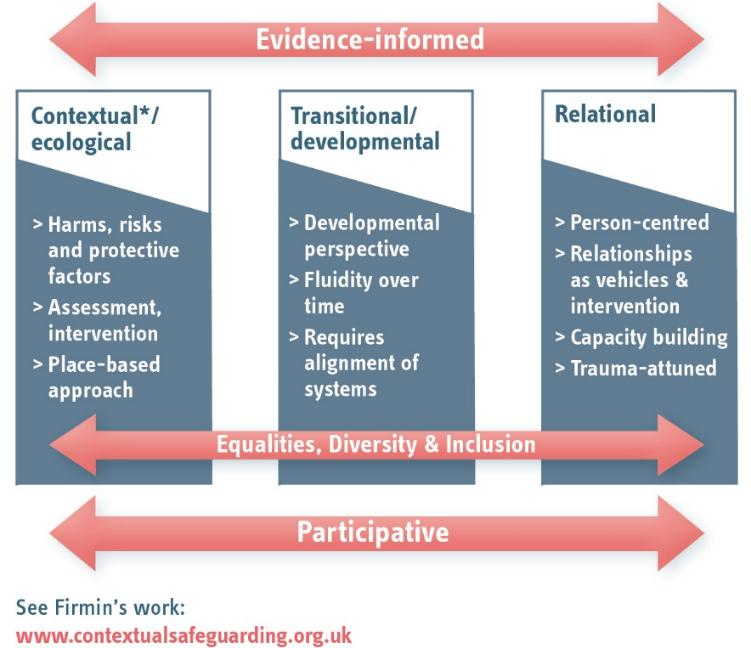 Evidence-informed
Contextual*/
ecological
> Harms, risks
and protective
factors
> Assessment,
intervention
> Place-based
approach
Transitional/
developmental
> Developmental
perspective
> Fluidity over
time
> Requires
alignment of
systems
Relational
> Person-centred
> Relationships
as vehicles &
intervention
> Capacity building
> Trauma-attuned
Equalities, Diversity & Inclusion
Participative
See Firmin’s work:
www.contextualsafeguarding.org.uk